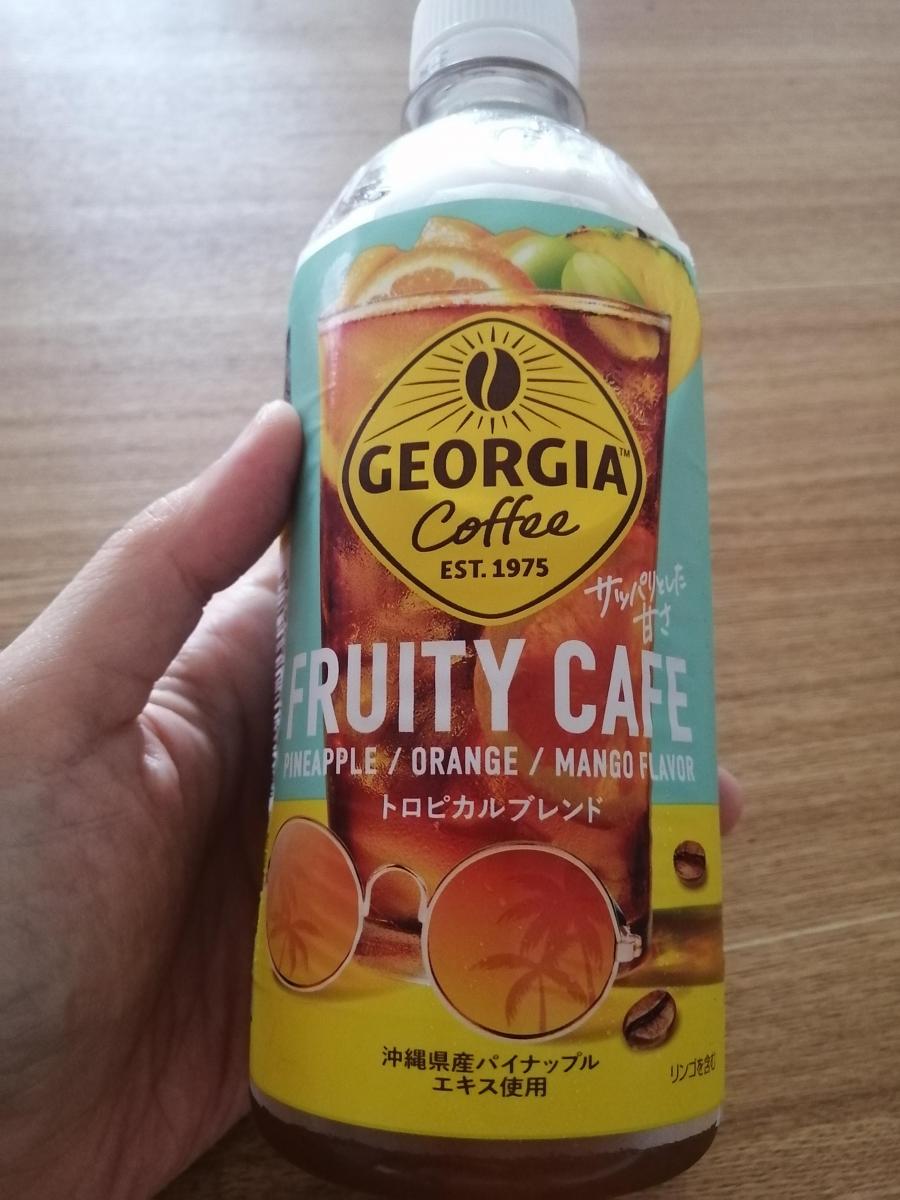 GEORGIA™
Coffee
EST. 1975
サッパリとした
甘さ
FRUITY CAFE
PINEAPPLE / ORANGE / MANGO FLAVOR
トロピカルブレンド
沖縄県産パイナップル
エキス使用
リンゴを含む